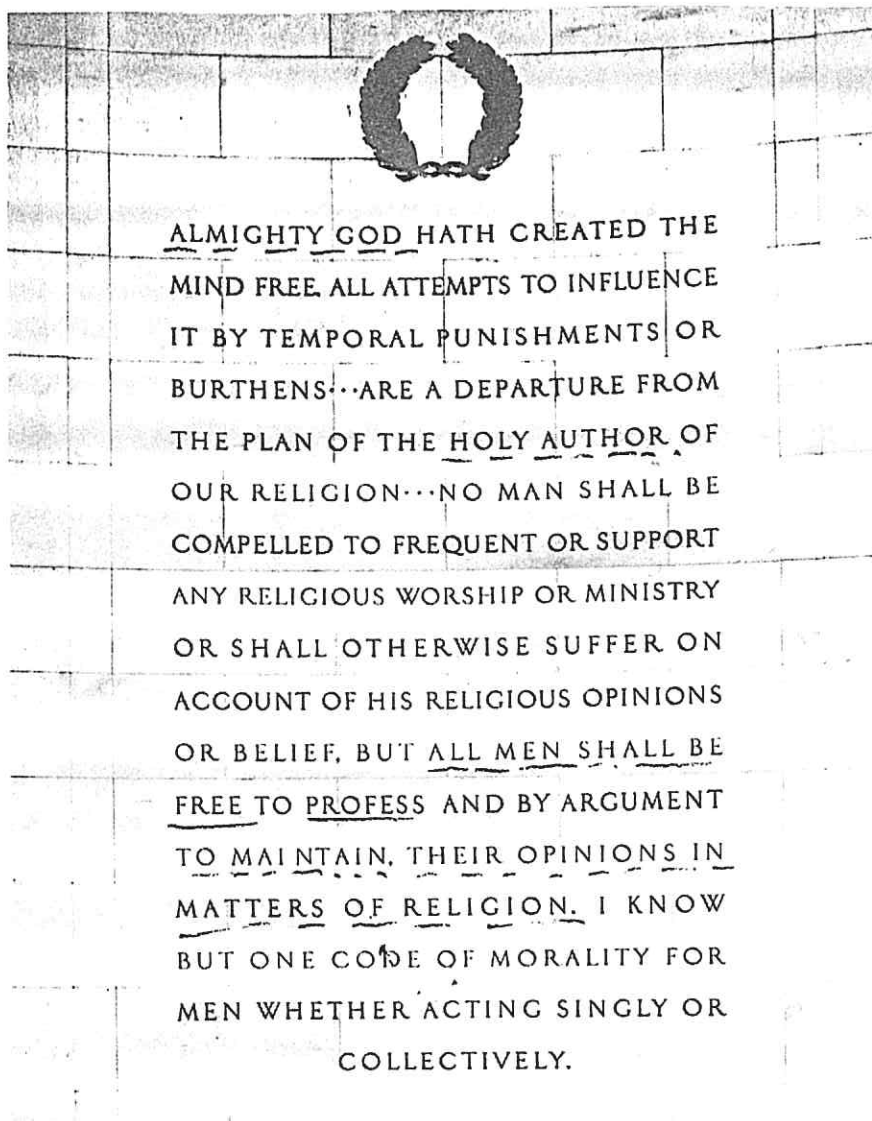 ALMIGHTY GOD HATH CREATED THE
MIND FREE. ALL ATTEMPTS TO INFLUENCE
IT BY TEMPORAL PUNISHMENTS OR
BURTHENS···ARE A DEPARTURE FROM
THE PLAN OF THE HOLY AUTHOR OF
OUR RELIGION···NO MAN SHALL BE
COMPELLED TO FREQUENT OR SUPPORT
ANY RELIGIOUS WORSHIP OR MINISTRY
OR SHALL OTHERWISE SUFFER ON
ACCOUNT OF HIS RELIGIOUS OPINIONS
OR BELIEF, BUT ALL MEN SHALL BE
FREE TO PROFESS AND BY ARGUMENT
TO MAINTAIN, THEIR OPINIONS IN
MATTERS OF RELIGION. I KNOW
BUT ONE CODE OF MORALITY FOR
MEN WHETHER ACTING SINGLY OR
COLLECTIVELY.